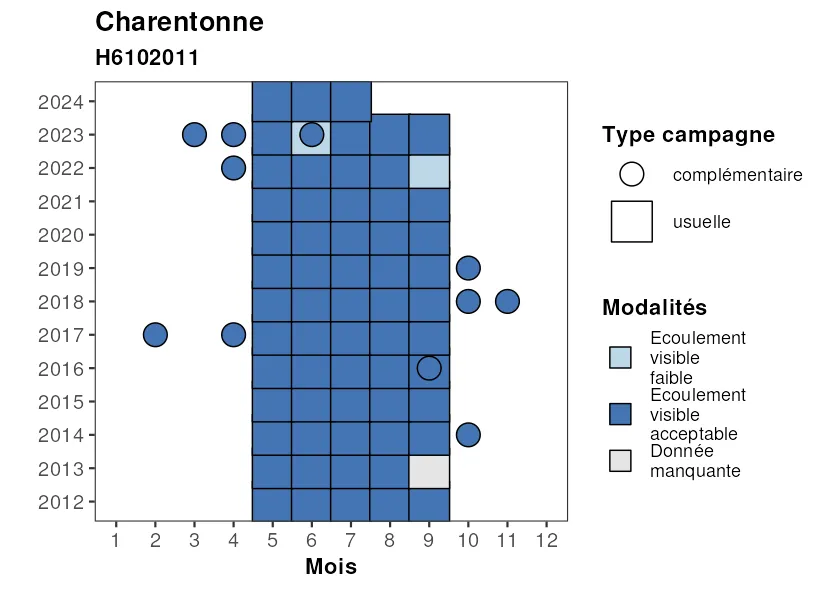 Charentonne
H6102011
2024
2023
2022
2021
2020
2019
2018
2017
2016
2015
2014
2013
2012
1 2 3 4 5 6 7 8 9 10 11 12
Mois
Type campagne
complémentaire
usuelle
Modalités
Ecoulement
visible
faible
Ecoulement
visible
acceptable
Donnée
manquante